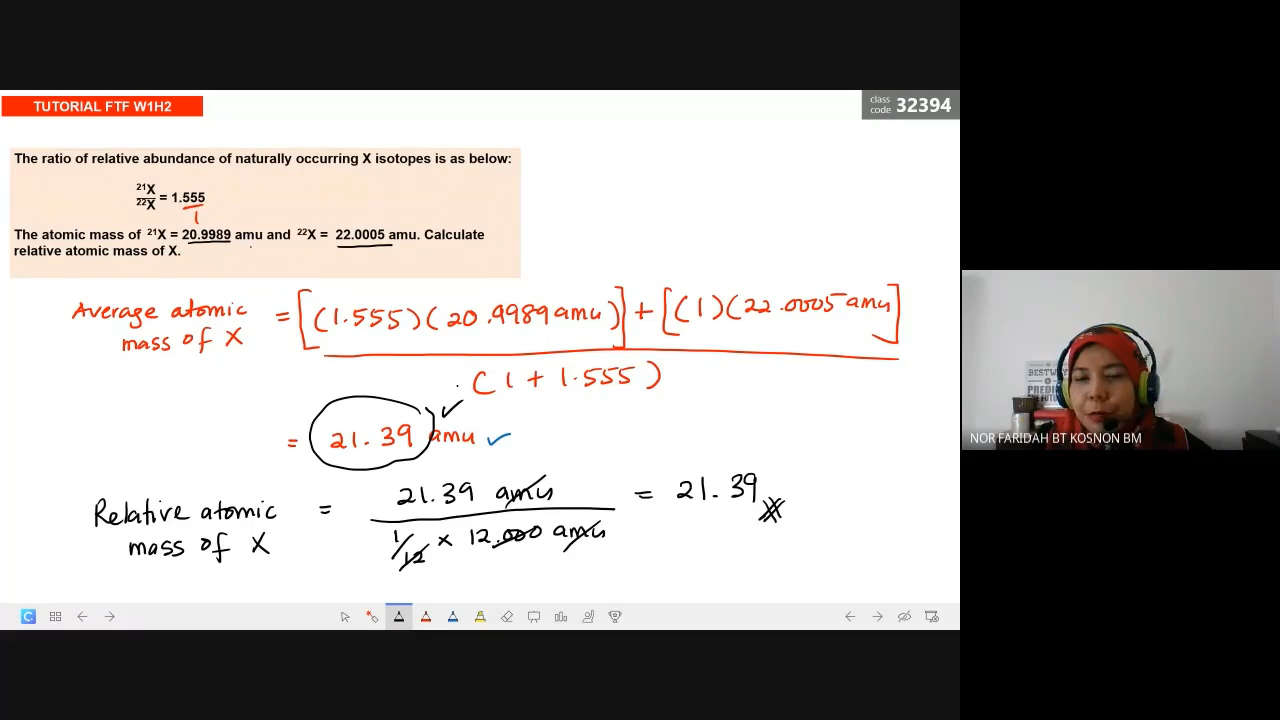 TUTORIAL FTF W1H2
class code 32394
The ratio of relative abundance of naturally occurring X isotopes is as below:
21X
22X = 1.555
1
The atomic mass of 21X = 20.9989 amu and 22X = 22.0005 amu. Calculate
relative atomic mass of X.
Average atomic mass of X = [(1.555)(20.9989 amu)] + [(1)(22.0005 amu]
(1 + 1.555)
= 21.39 amu
Relative atomic mass of X = 21.39 amu = 21.39
1/12 x 12.000 amu
BESTWAY
PREDI
NOR FARIDAH BT KOSNON BM